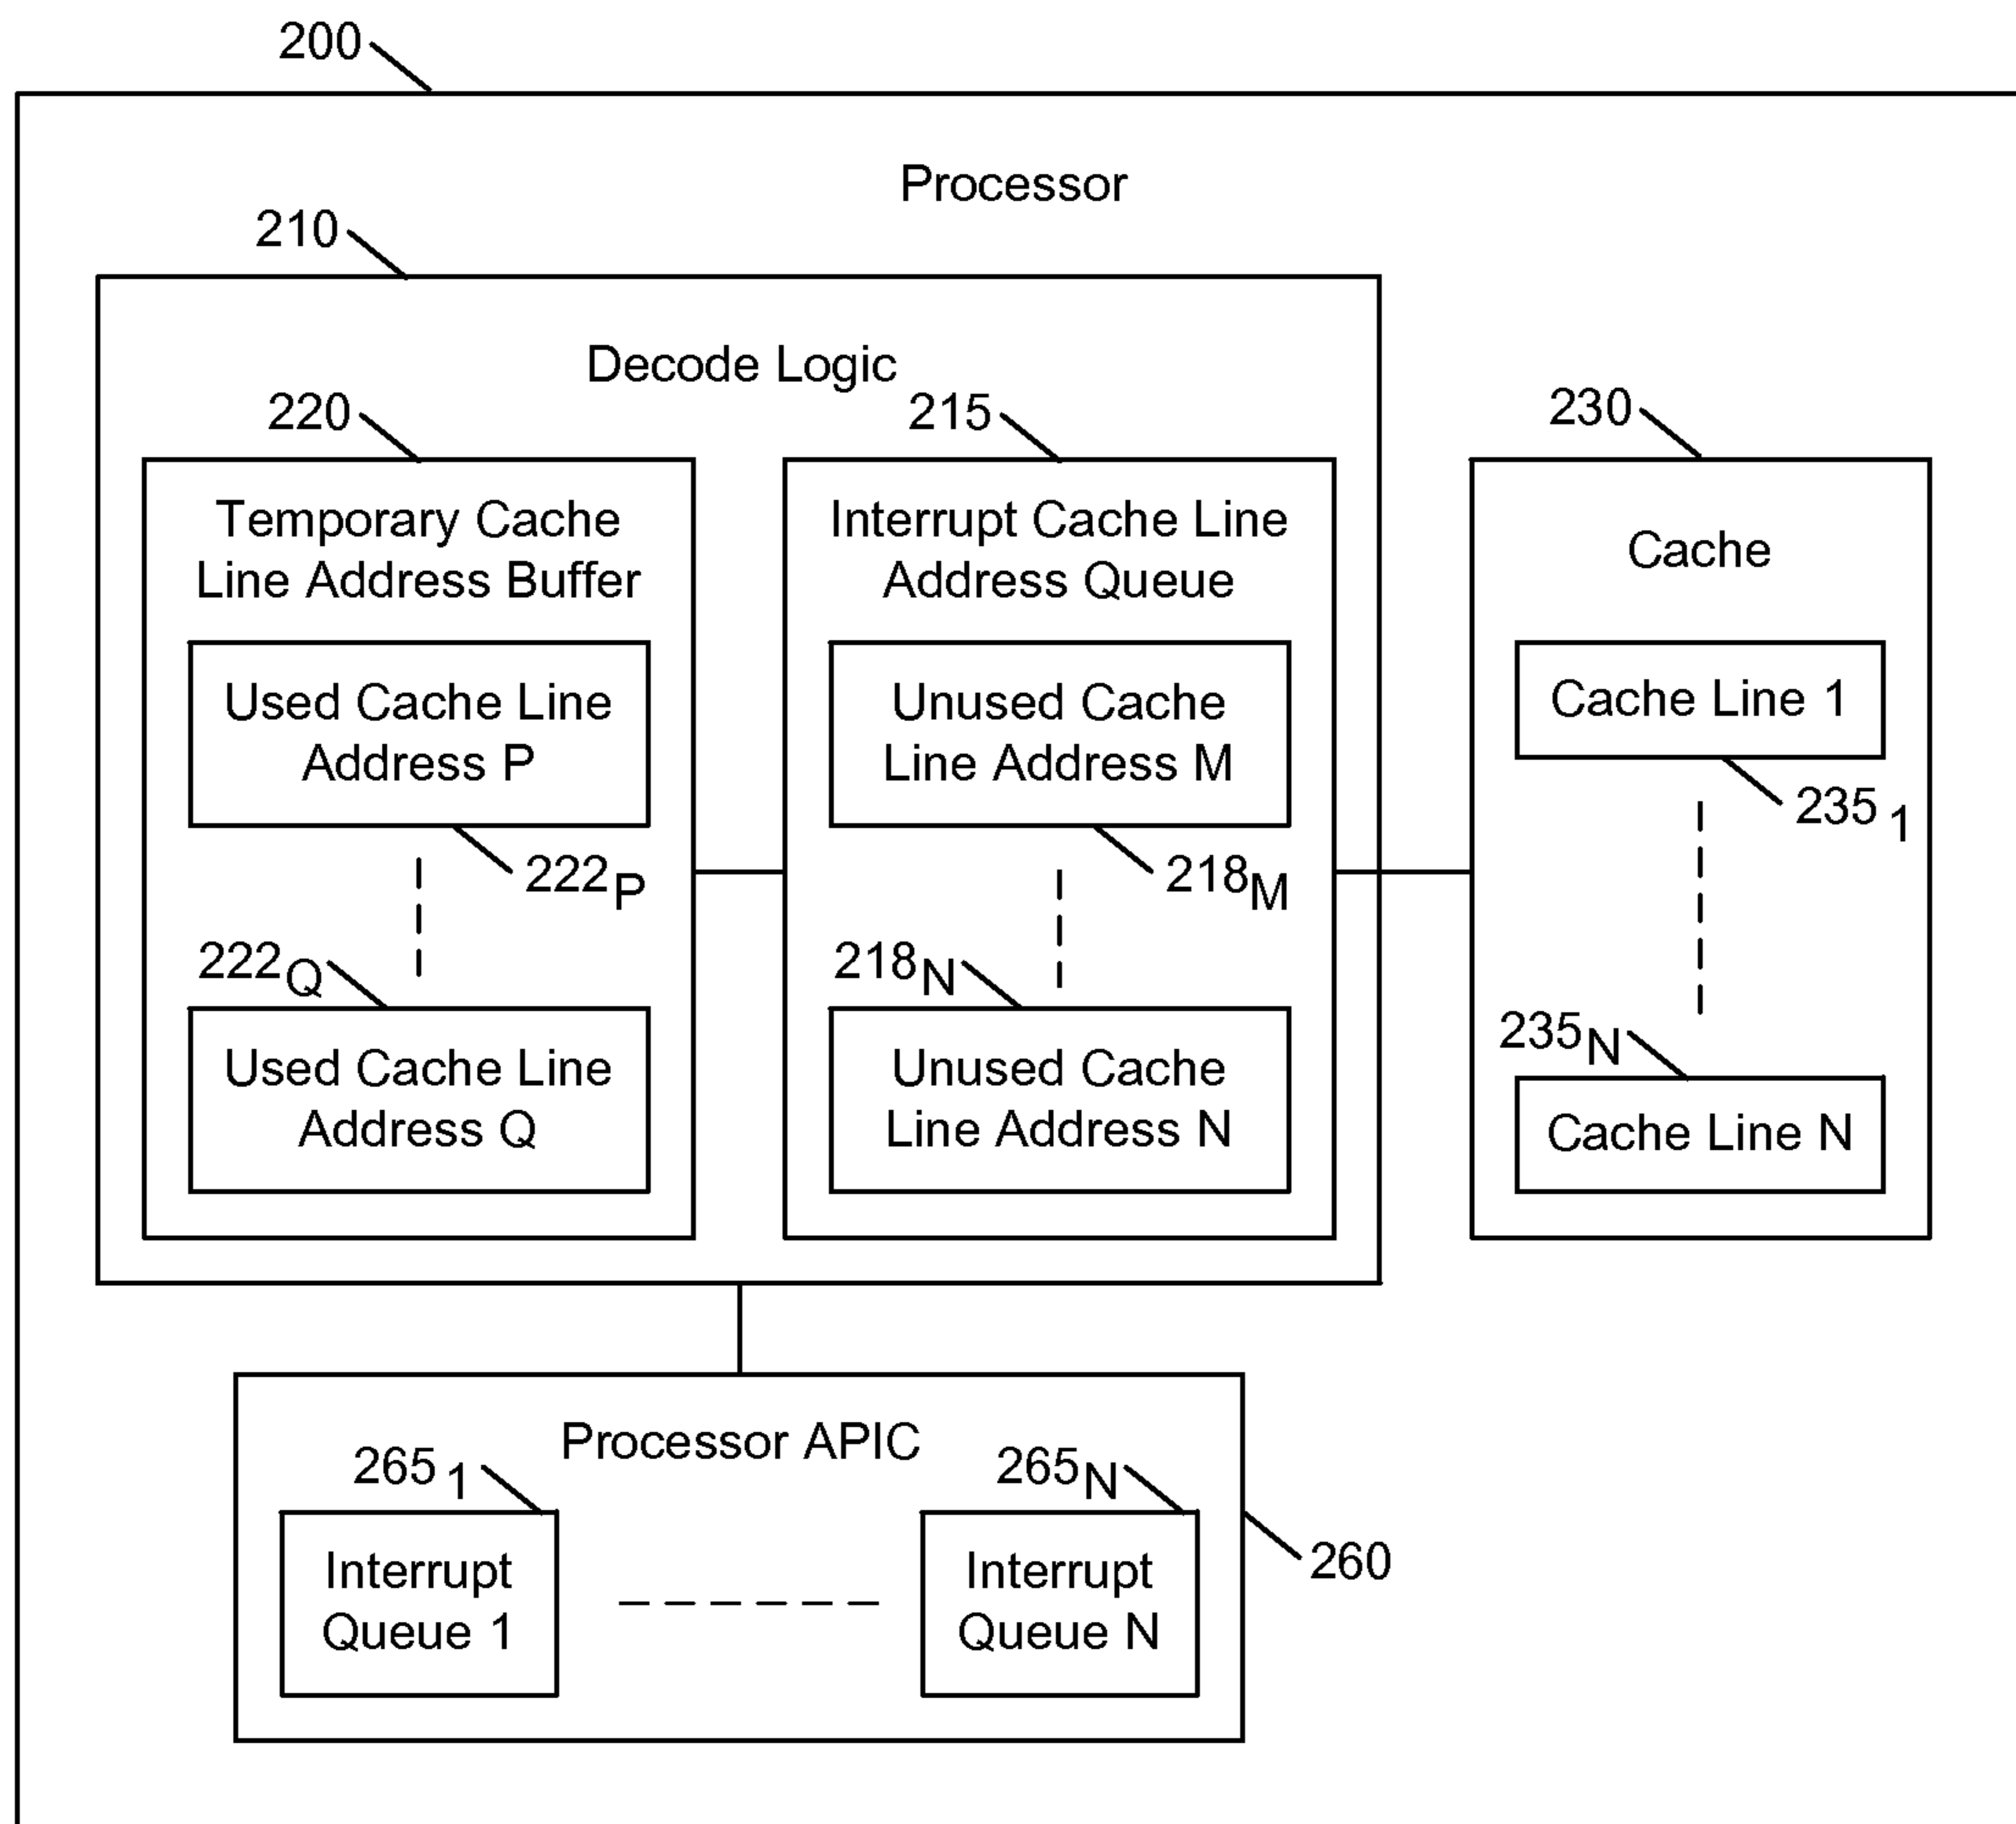 200
Processor
210
Decode Logic
220
215
230
Temporary Cache
Line Address Buffer
Interrupt Cache Line
Address Queue
Cache
Used Cache Line
Address P
Unused Cache
Line Address M
Cache Line 1
235 1
222P
218M
222Q
218N
235N
Used Cache Line
Address Q
Unused Cache
Line Address N
Cache Line N
Processor APIC
265 1
265N
Interrupt
Queue 1
Interrupt
Queue N
260